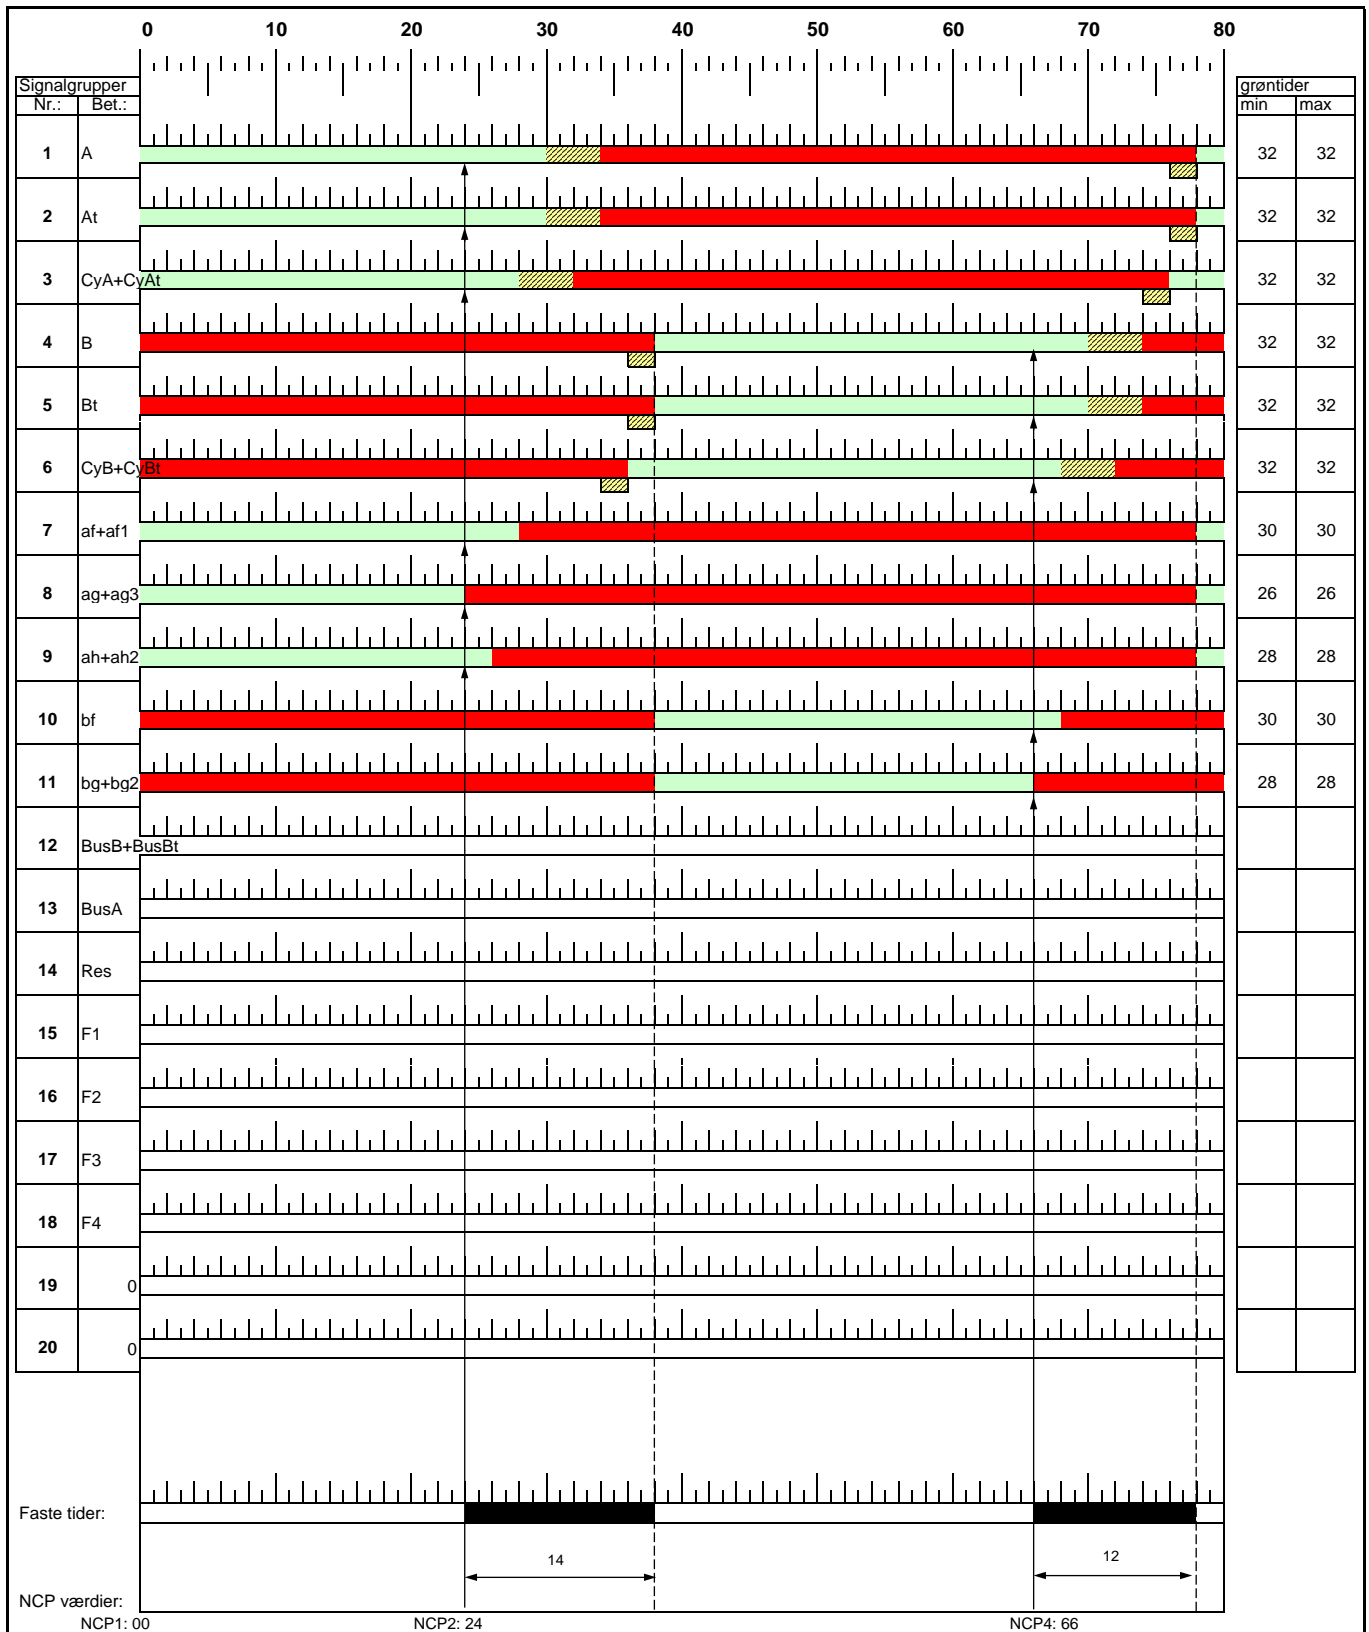 0 10 20 30 40 50 60 70 80
Signalgrupper grøntider
Nr.: Bet.: min max
1 A 32 32
2 At 32 32
3 CyA+CyAt 32 32
4 B 32 32
5 Bt 32 32
6 CyB+CyBt 32 32
7 af+af1 30 30
8 ag+ag3 26 26
9 ah+ah2 28 28
10 bf 30 30
11 bg+bg2 28 28
12 BusB+BusBt
13 BusA
14 Res
15 F1
16 F2
17 F3
18 F4
19 0
20 0
Faste tider:
14 12
NCP værdier:
NCP1: 00 NCP2: 24 NCP4: 66